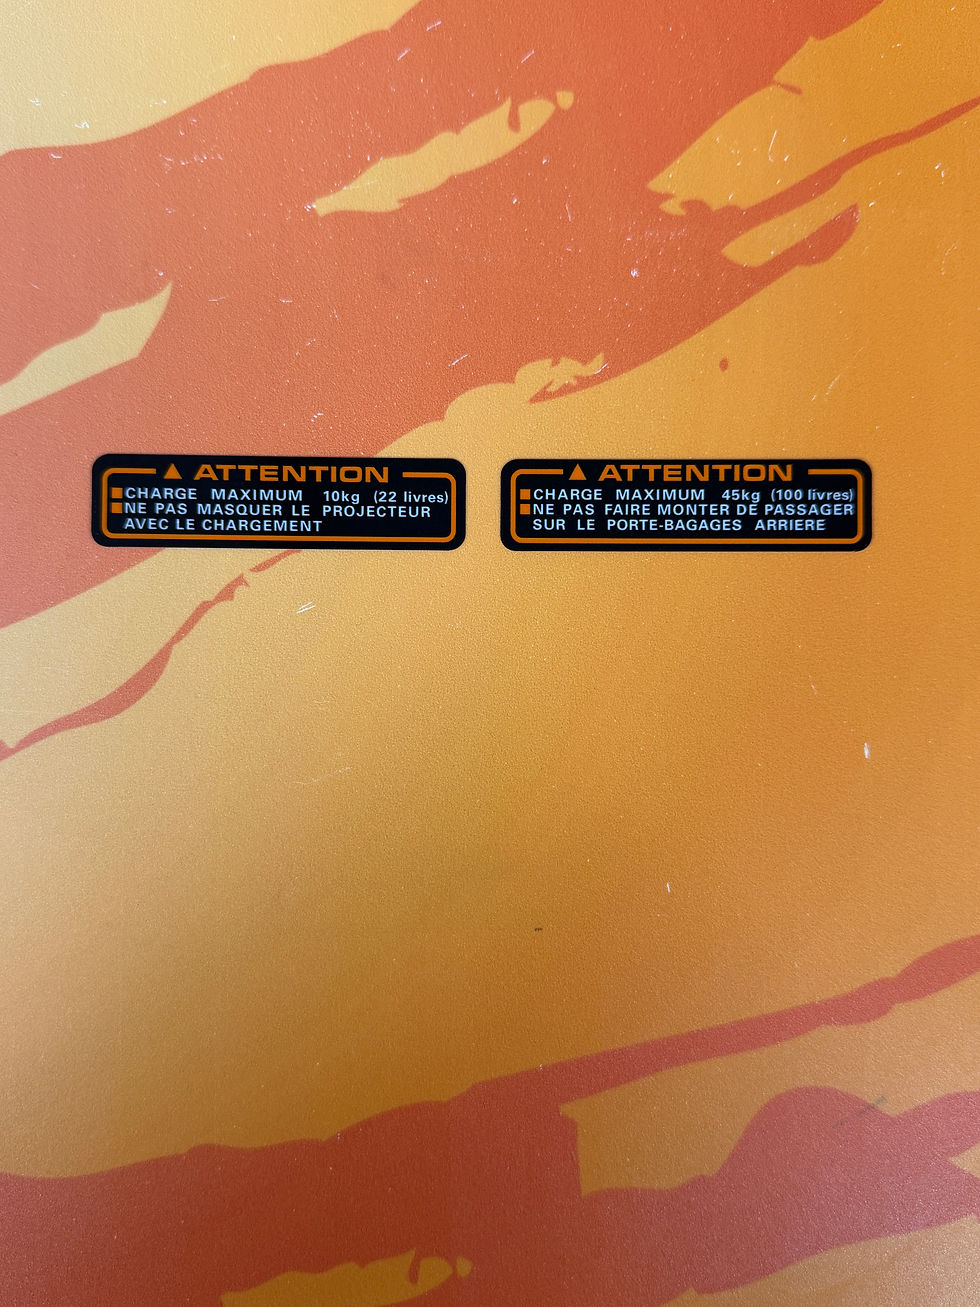 ▲ ATTENTION
■CHARGE MAXIMUM 10kg (22 livres)
■NE PAS MASQUER LE PROJECTEUR
AVEC LE CHARGEMENT
▲ ATTENTION
■CHARGE MAXIMUM 45kg (100 livres)
■NE PAS FAIRE MONTER DE PASSAGER
SUR LE PORTE-BAGAGES ARRIERE